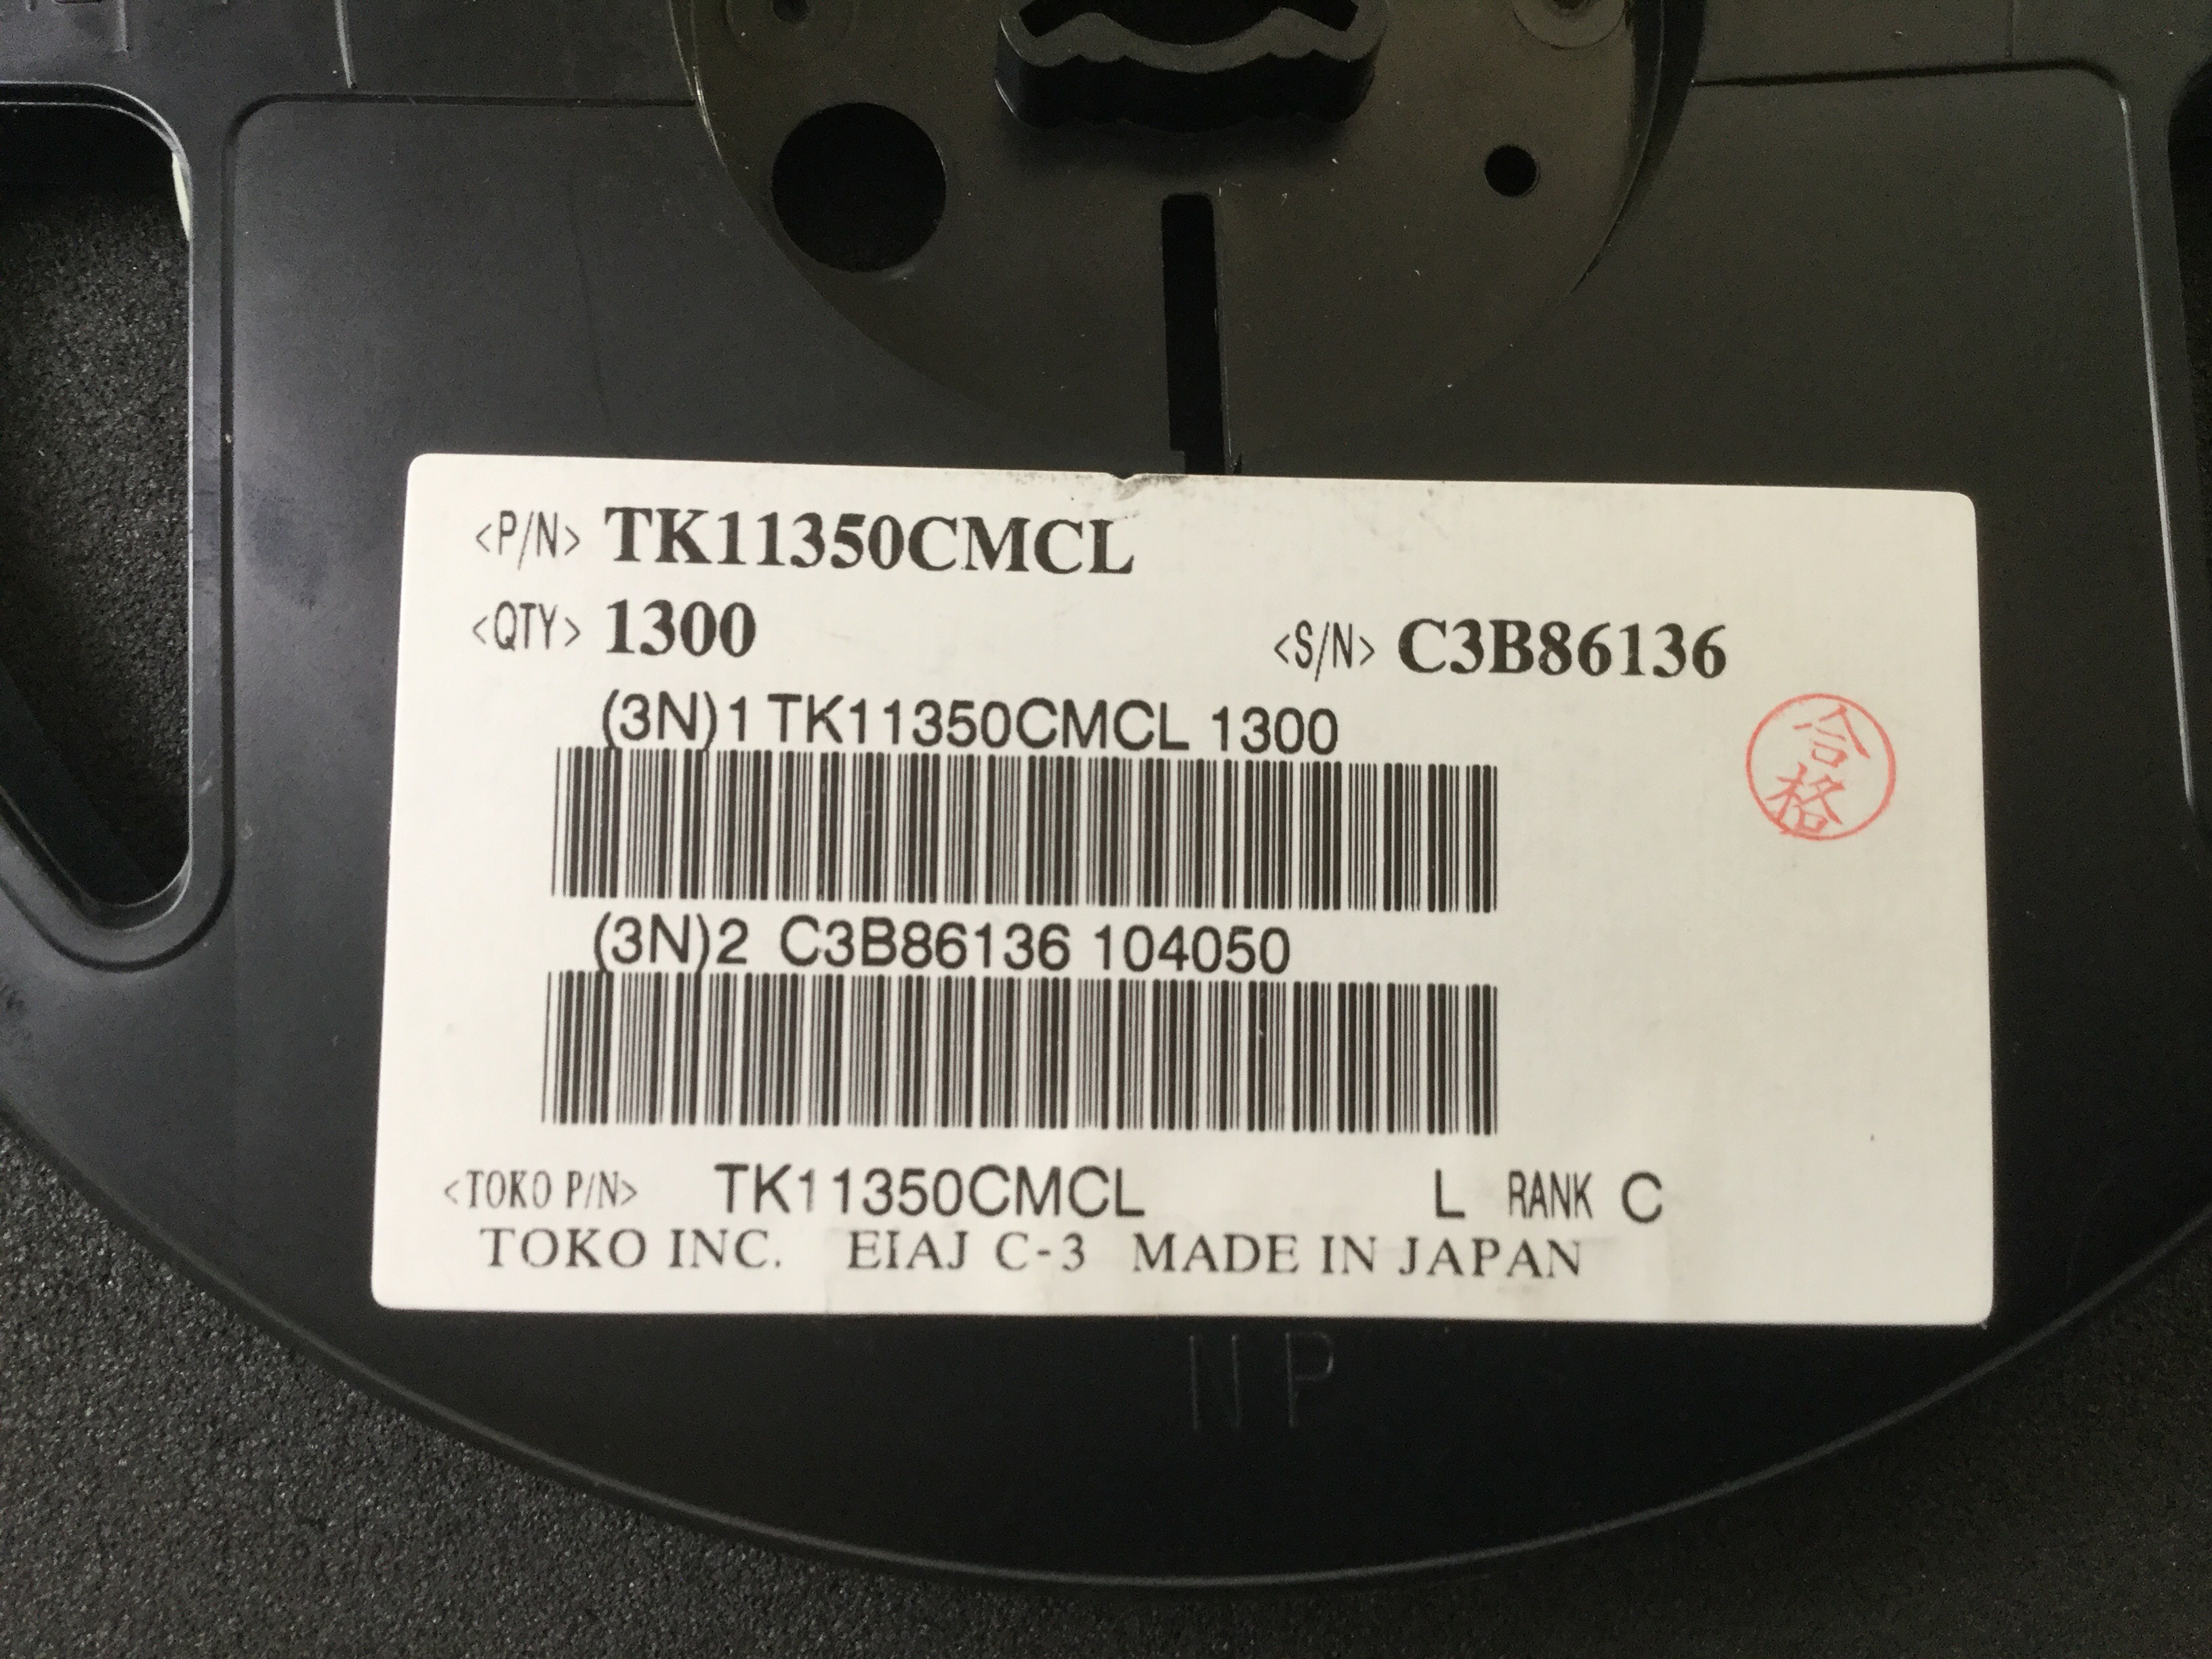 <P/N> TK11350CMCL
<QTY> 1300 <S/N> C3B86136
(3N)1 TK11350CMCL 1300
合格
(3N)2 C3B86136 104050
<TOKO P/N> TK11350CMCL L RANK C
TOKO INC. EIAJ C-3 MADE IN JAPAN
NP